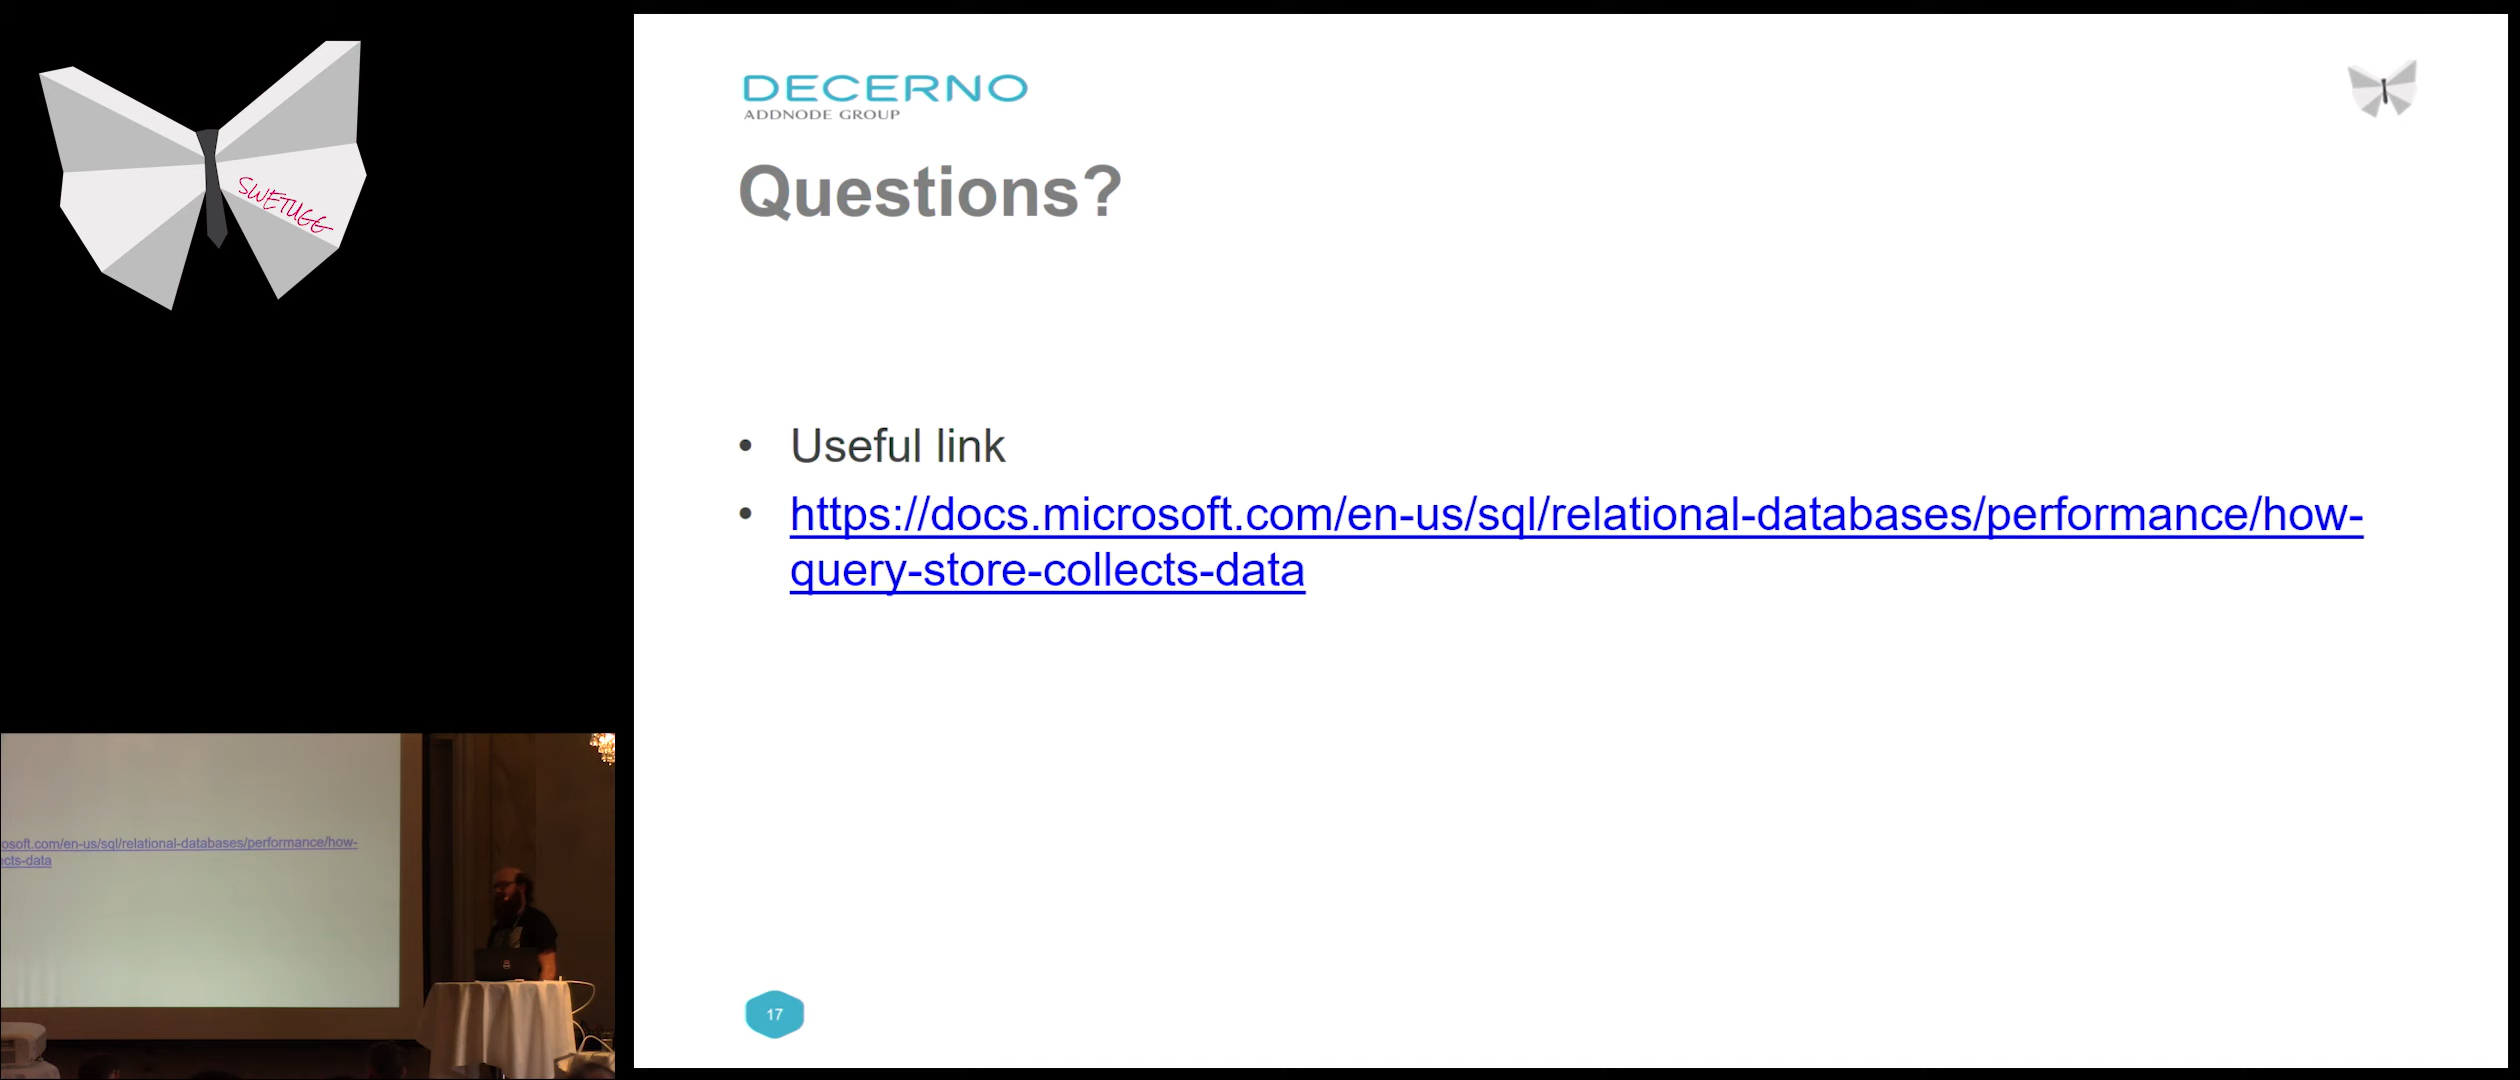 SWETUGG
DECERNO
ADDNODE GROUP
Questions?
• Useful link
• https://docs.microsoft.com/en-us/sql/relational-databases/performance/how-
query-store-collects-data
17
osoft.com/en-us/sql/relational-databases/performance/how-
ects-data